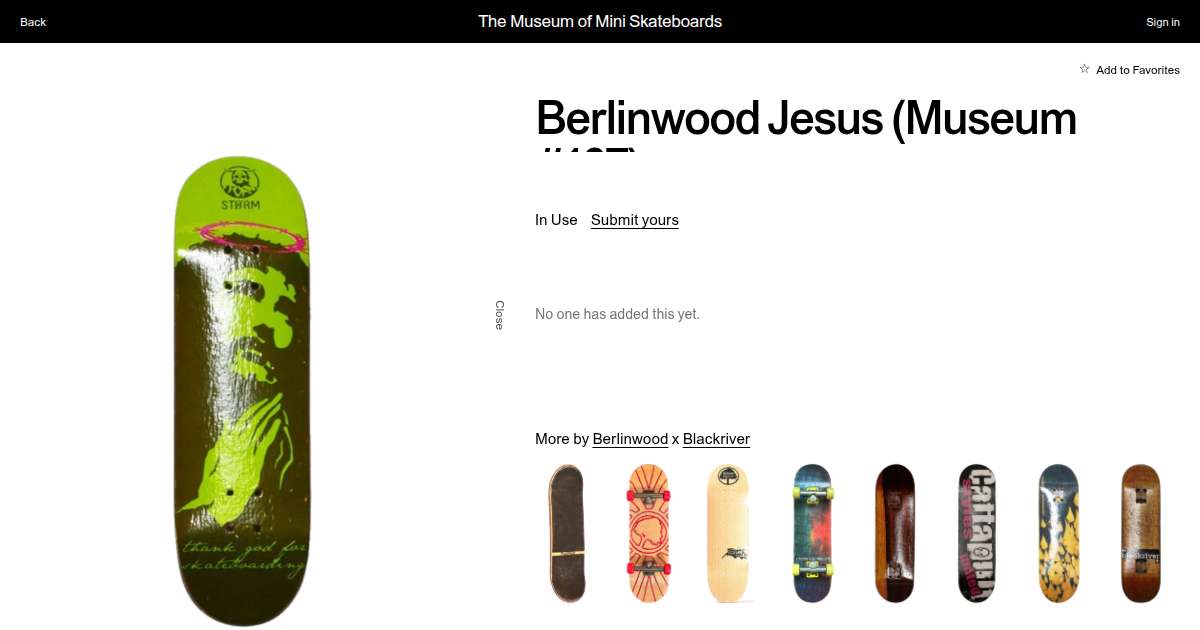 Back
The Museum of Mini Skateboards
Sign in
☆ Add to Favorites
Berlinwood Jesus (Museum
STHRM
In Use Submit yours
Close
No one has added this yet.
thank god for
skateboarding
More by Berlinwood x Blackriver